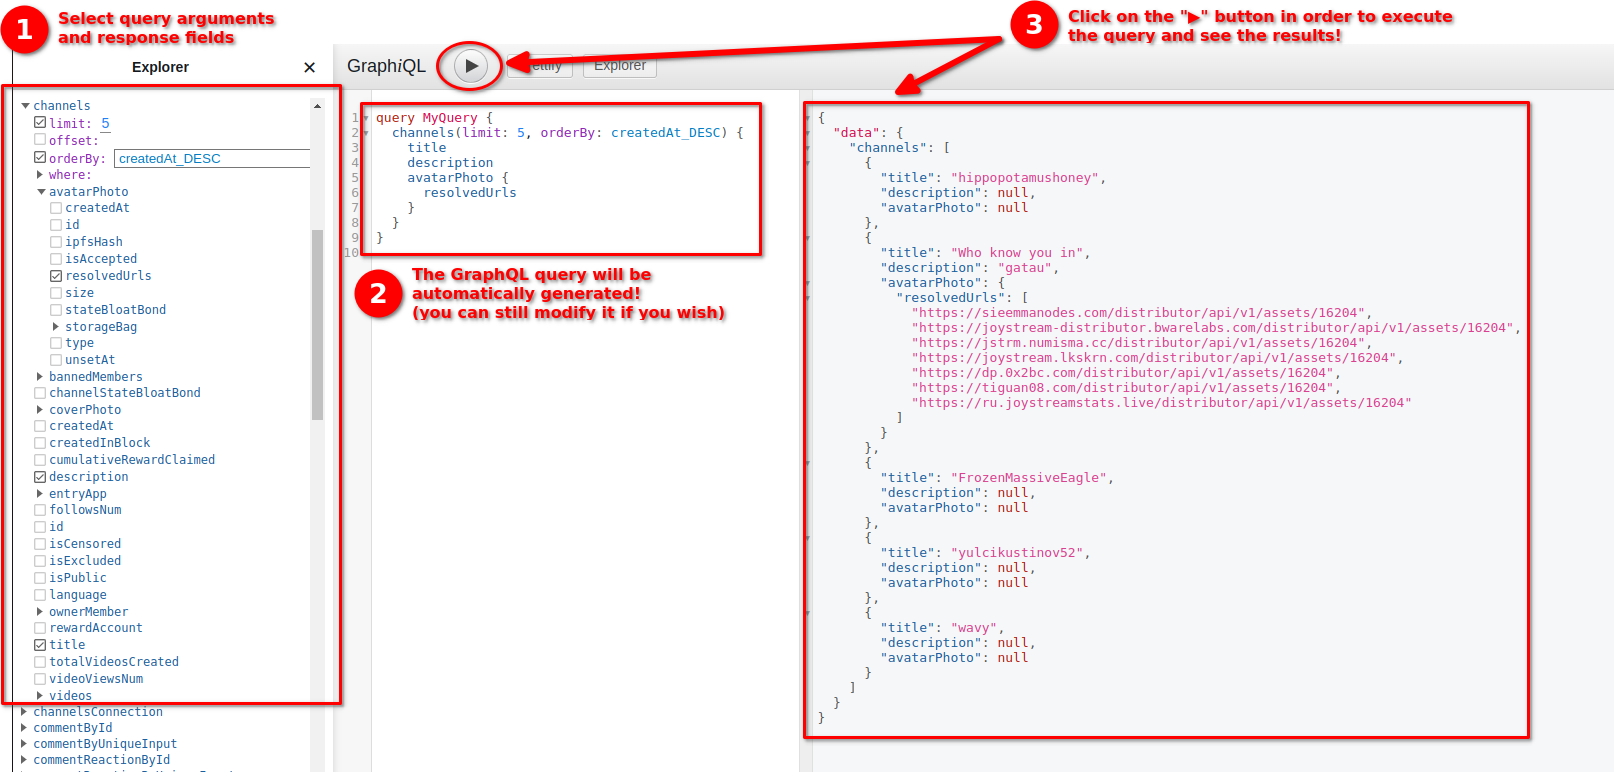 1
Select query arguments
and response fields
3
Click on the "▶" button in order to execute
the query and see the results!
Explorer
✕
GraphiQL
Explorer
channels
limit: 5
offset:
orderBy: createdAt_DESC
where:
avatarPhoto
createdAt
id
ipfsHash
isAccepted
resolvedUrls
size
stateBloatBond
storageBag
type
unsetAt
bannedMembers
channelStateBloatBond
coverPhoto
createdAt
createdInBlock
cumulativeRewardClaimed
description
entryApp
followsNum
id
isCensored
isExcluded
isPublic
language
ownerMember
rewardAccount
title
totalVideosCreated
videoViewsNum
videos
channelsConnection
commentById
commentByUniqueInput
commentReactionById
1 query MyQuery {
2 channels(limit: 5, orderBy: createdAt_DESC) {
3 title
4 description
5 avatarPhoto {
6 resolvedUrls
7 }
8 }
9 }
10
2
The GraphQL query will be
automatically generated!
(you can still modify it if you wish)
{
"data": {
"channels": [
{
"title": "hippopotamushoney",
"description": null,
"avatarPhoto": null
},
{
"title": "Who know you in",
"description": "gatau",
"avatarPhoto": {
"resolvedUrls": [
"https://sieemmanodes.com/distributor/api/v1/assets/16204",
"https://joystream-distributor.bwarelabs.com/distributor/api/v1/assets/16204",
"https://jstrm.numisma.cc/distributor/api/v1/assets/16204",
"https://joystream.lkskrn.com/distributor/api/v1/assets/16204",
"https://dp.0x2bc.com/distributor/api/v1/assets/16204",
"https://tiguan08.com/distributor/api/v1/assets/16204",
"https://ru.joystreamstats.live/distributor/api/v1/assets/16204"
]
}
},
{
"title": "FrozenMassiveEagle",
"description": null,
"avatarPhoto": null
},
{
"title": "yulcikustinov52",
"description": null,
"avatarPhoto": null
},
{
"title": "wavy",
"description": null,
"avatarPhoto": null
}
]
}
}